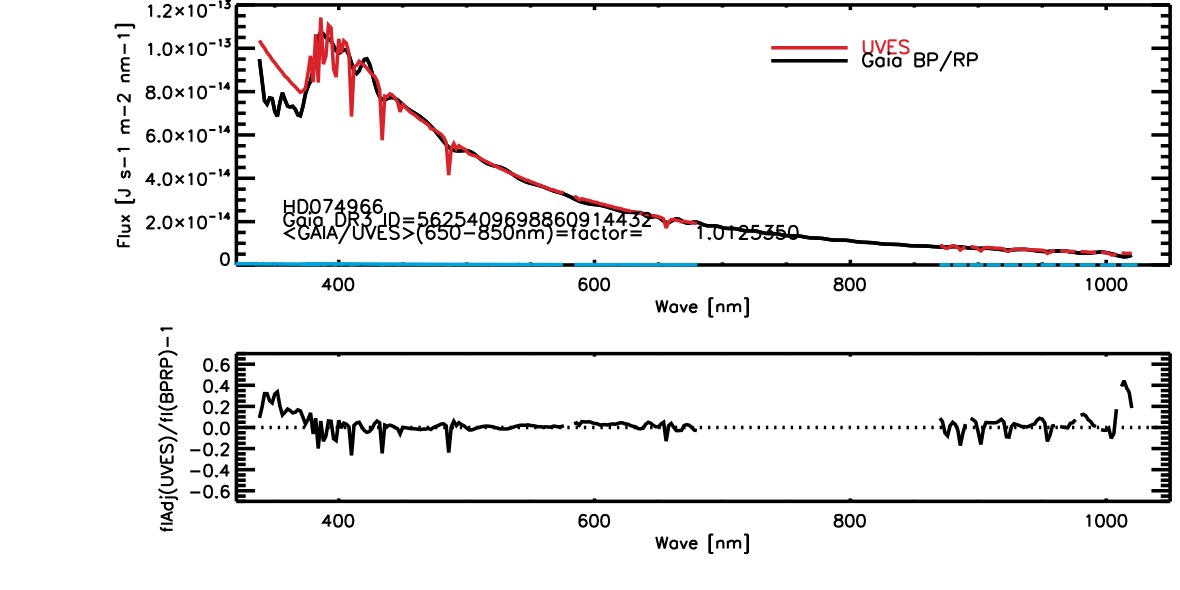 1.2×10−13
1.0×10−13
8.0×10−14
6.0×10−14
4.0×10−14
2.0×10−14
0
Flux [J s−1 m−2 nm−1]
UVES
Gaia BP/RP
HD074966
Gaia DR3 ID=5625409698860914432
<GAIA/UVES>(650−850nm)=factor= 1.0125350
400 600 800 1000
Wave [nm]
flAdj(UVES)/fl(BPRP)−1
0.6
0.4
0.2
0.0
−0.2
−0.4
−0.6
400 600 800 1000
Wave [nm]